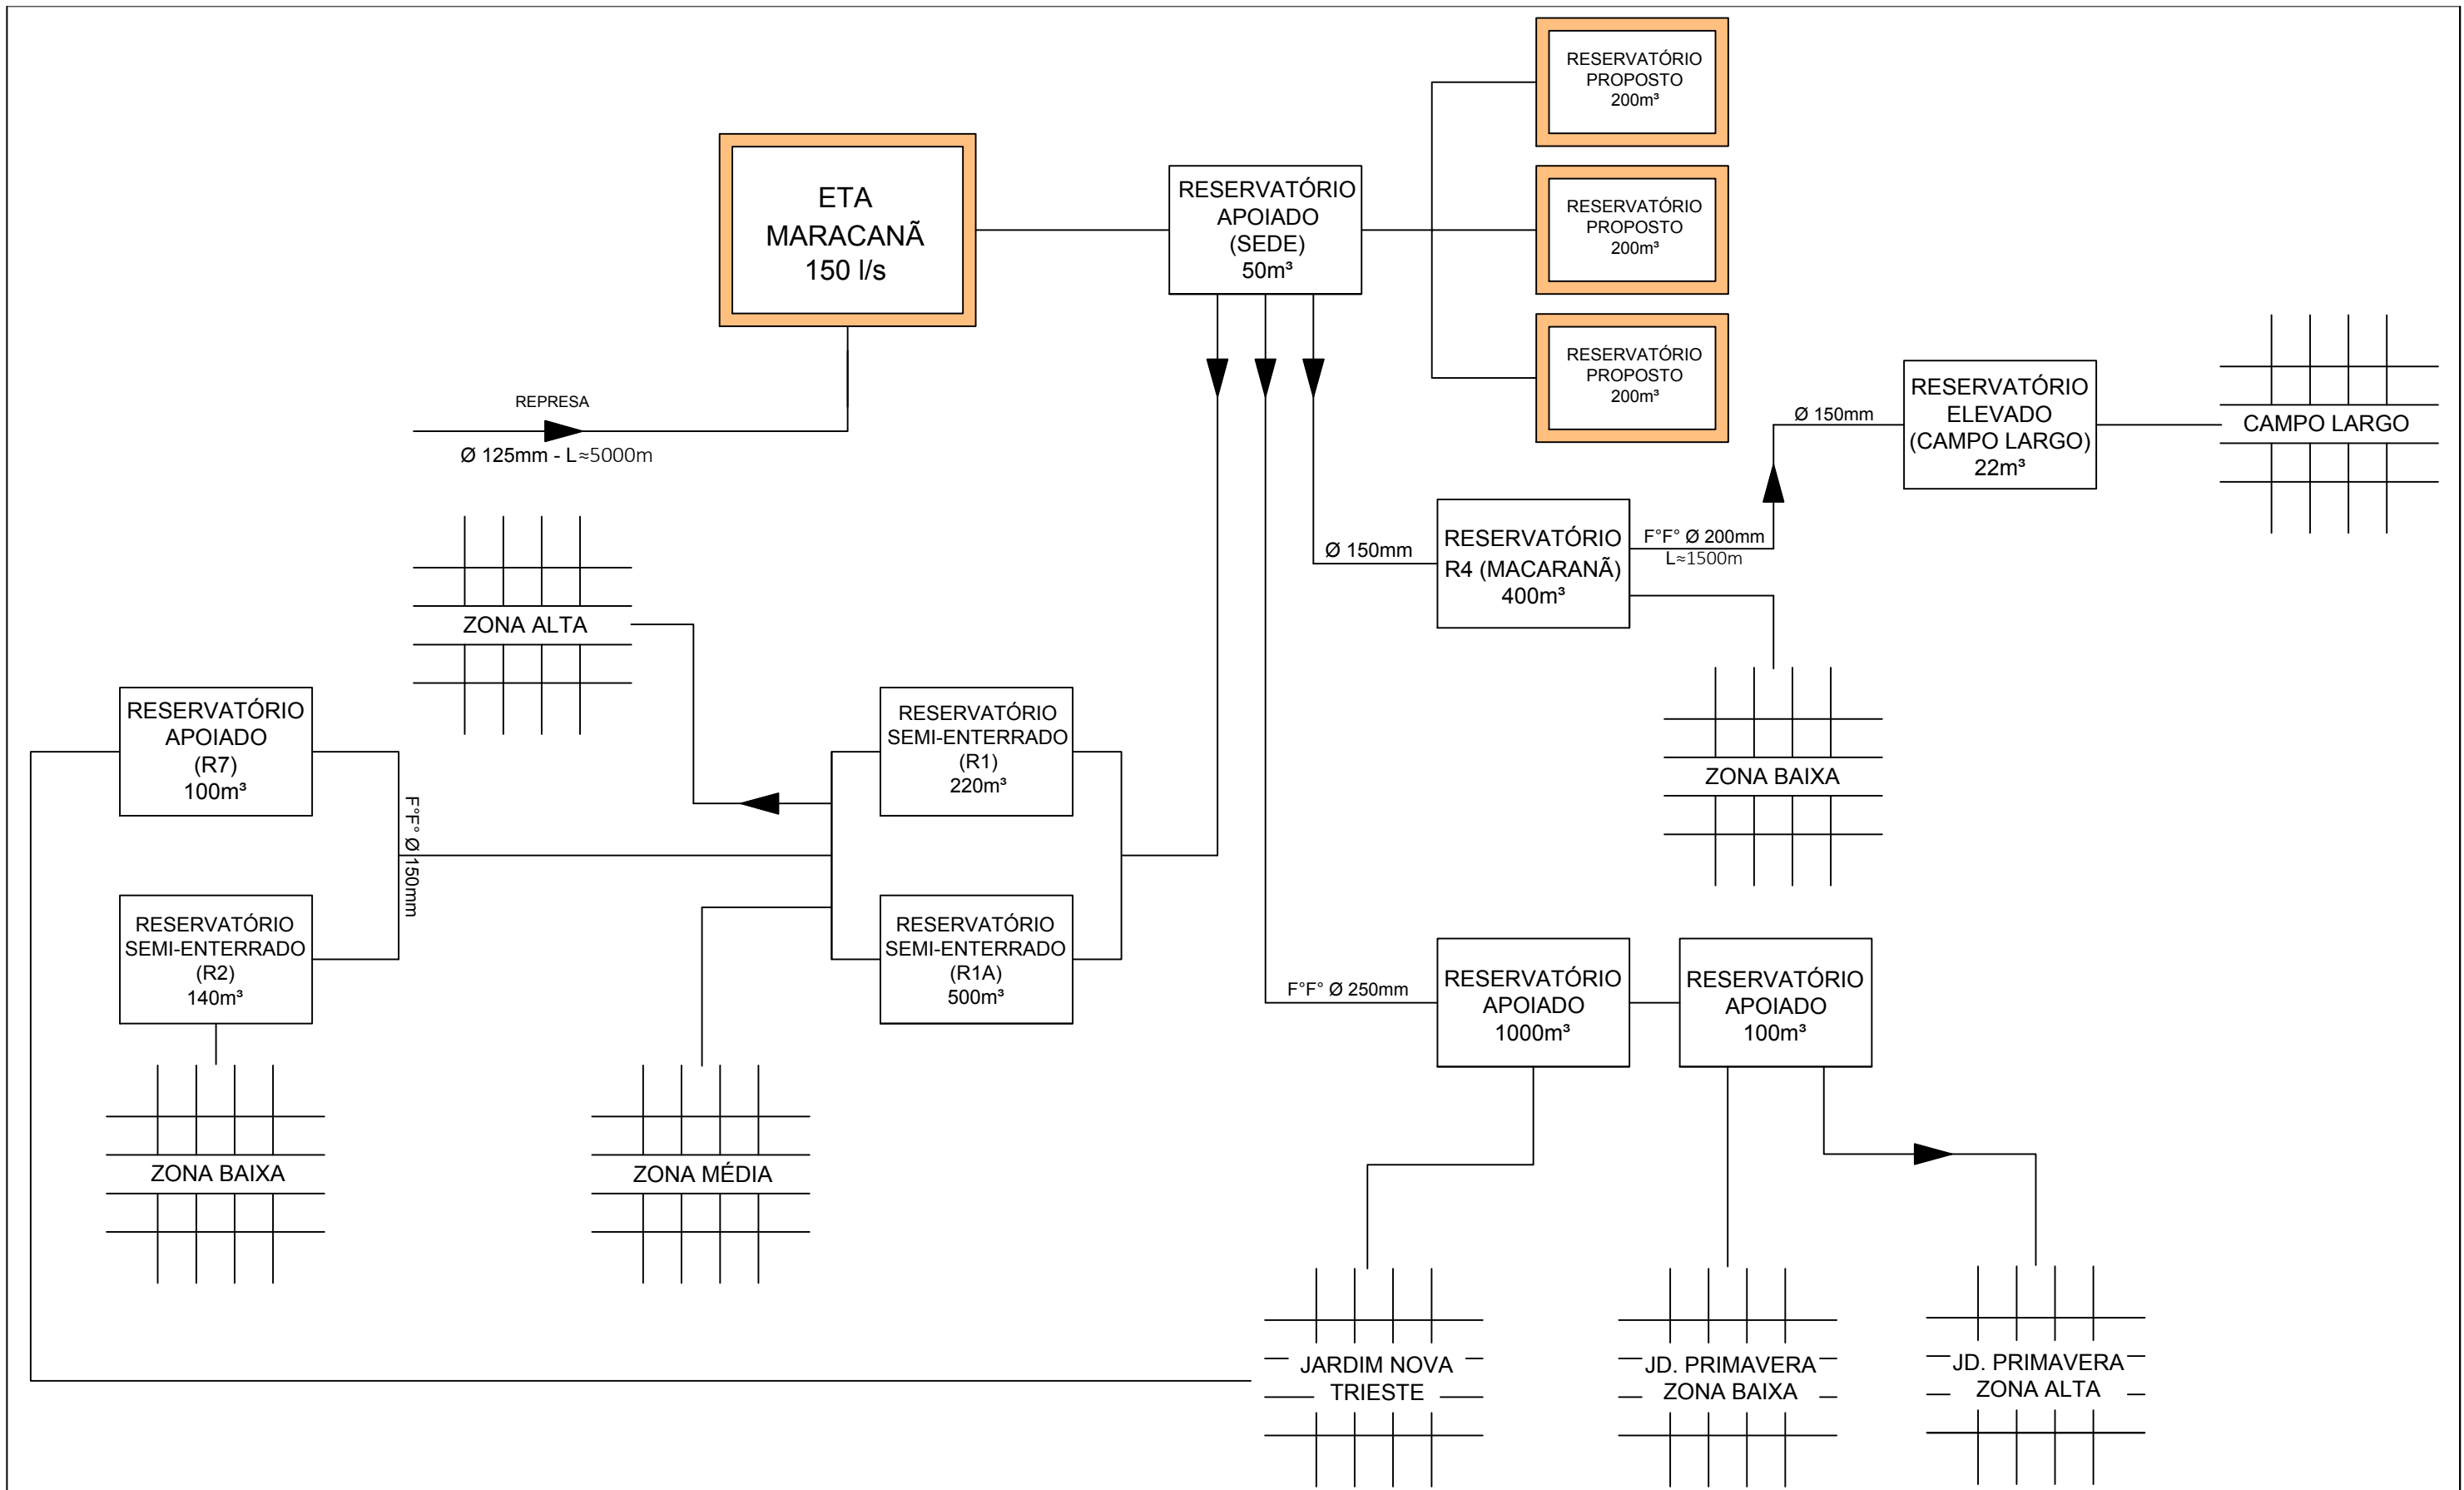 RESERVATÓRIO
PROPOSTO
200m³
ETA
MARACANÃ
150 l/s
RESERVATÓRIO
APOIADO
(SEDE)
50m³
RESERVATÓRIO
PROPOSTO
200m³
RESERVATÓRIO
PROPOSTO
200m³
REPRESA
Ø 125mm - L≈5000m
Ø 150mm
RESERVATÓRIO
ELEVADO
(CAMPO LARGO)
22m³
CAMPO LARGO
Ø 150mm
RESERVATÓRIO
R4 (MACARANÃ)
400m³
F°F° Ø 200mm
L≈1500m
ZONA ALTA
RESERVATÓRIO
APOIADO
(R7)
100m³
F°F° Ø 150mm
RESERVATÓRIO
SEMI-ENTERRADO
(R1)
220m³
ZONA BAIXA
RESERVATÓRIO
SEMI-ENTERRADO
(R2)
140m³
RESERVATÓRIO
SEMI-ENTERRADO
(R1A)
500m³
F°F° Ø 250mm
RESERVATÓRIO
APOIADO
1000m³
RESERVATÓRIO
APOIADO
100m³
ZONA BAIXA
ZONA MÉDIA
JARDIM NOVA
TRIESTE
JD. PRIMAVERA
ZONA BAIXA
JD. PRIMAVERA
ZONA ALTA